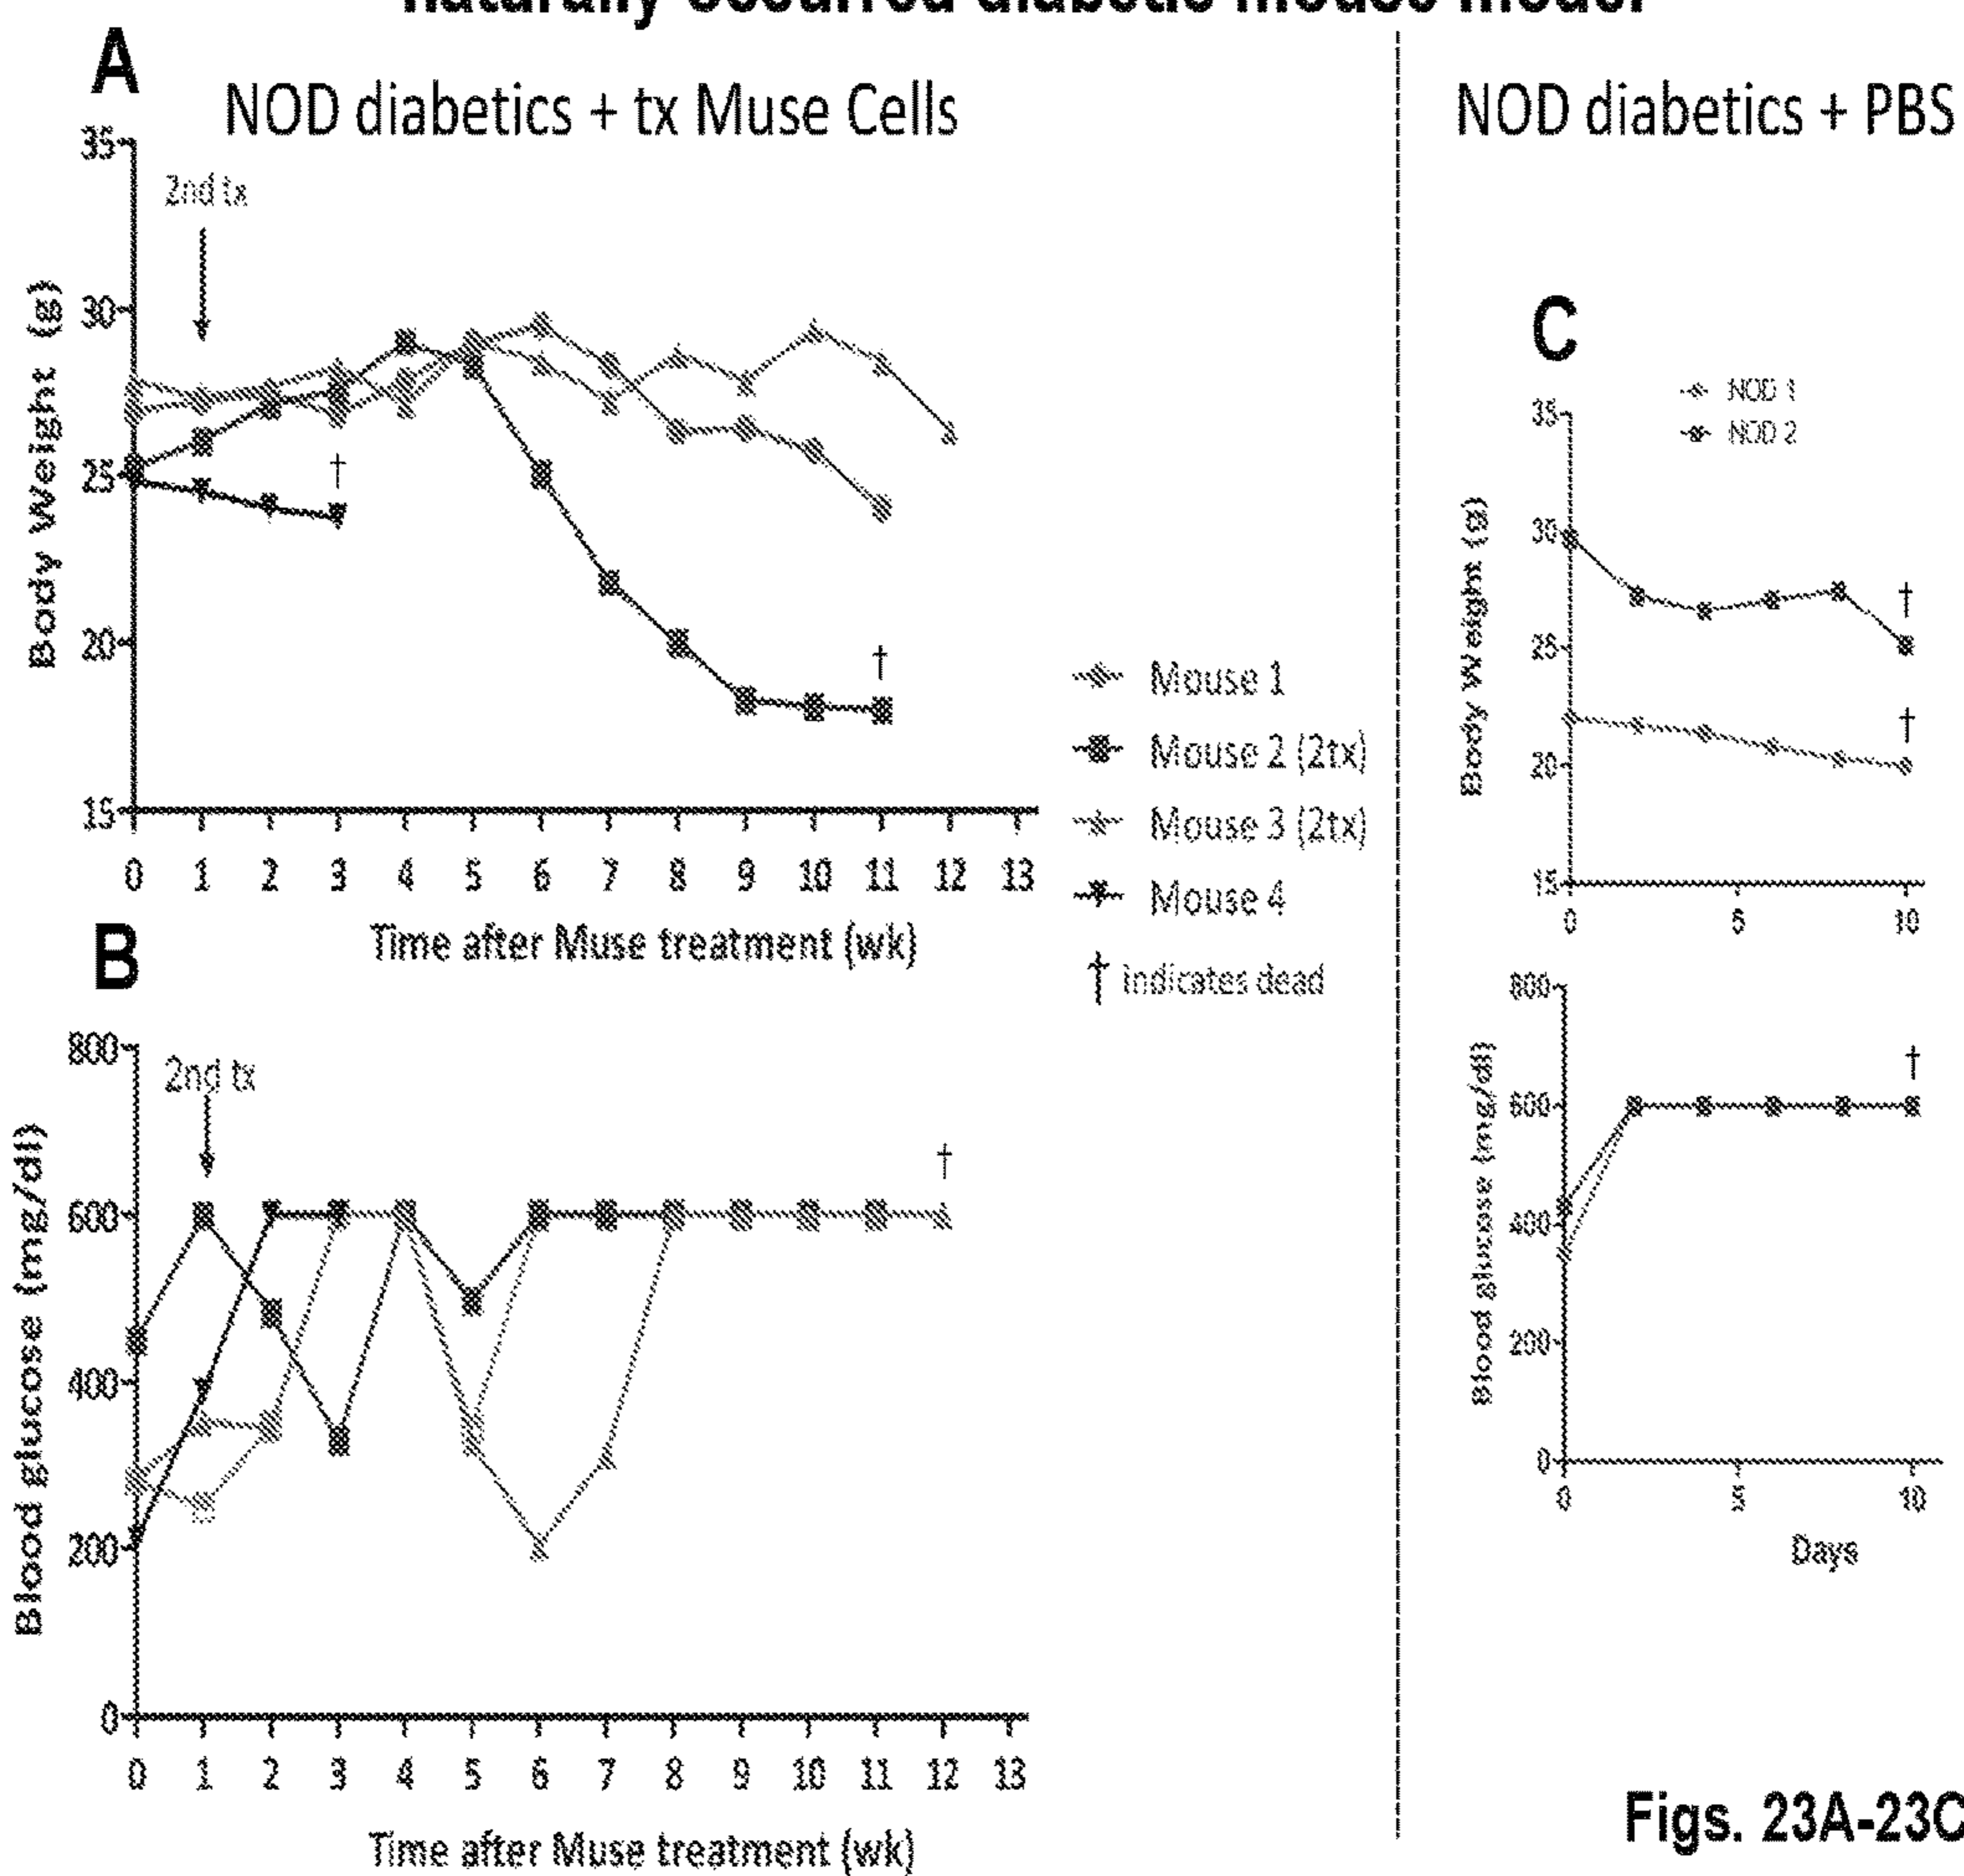 naturally occurred diabetic mouse model
A
NOD diabetics + tx Muse Cells
35
30
25
20
15
2nd tx
†
†
Body Weight (g)
0 1 2 3 4 5 6 7 8 9 10 11 12 13
Time after Muse treatment (wk)
Mouse 1
Mouse 2 (2tx)
Mouse 3 (2tx)
Mouse 4
† indicates dead
B
800
600
400
200
0
2nd tx
†
Blood glucose (mg/dl)
0 1 2 3 4 5 6 7 8 9 10 11 12 13
Time after Muse treatment (wk)
NOD diabetics + PBS
C
NOD 1
NOD 2
35
30
25
20
15
†
†
Body Weight (g)
0 5 10
800
600
400
200
0
†
Blood glucose (mg/dl)
0 5 10
Days
Figs. 23A-23C